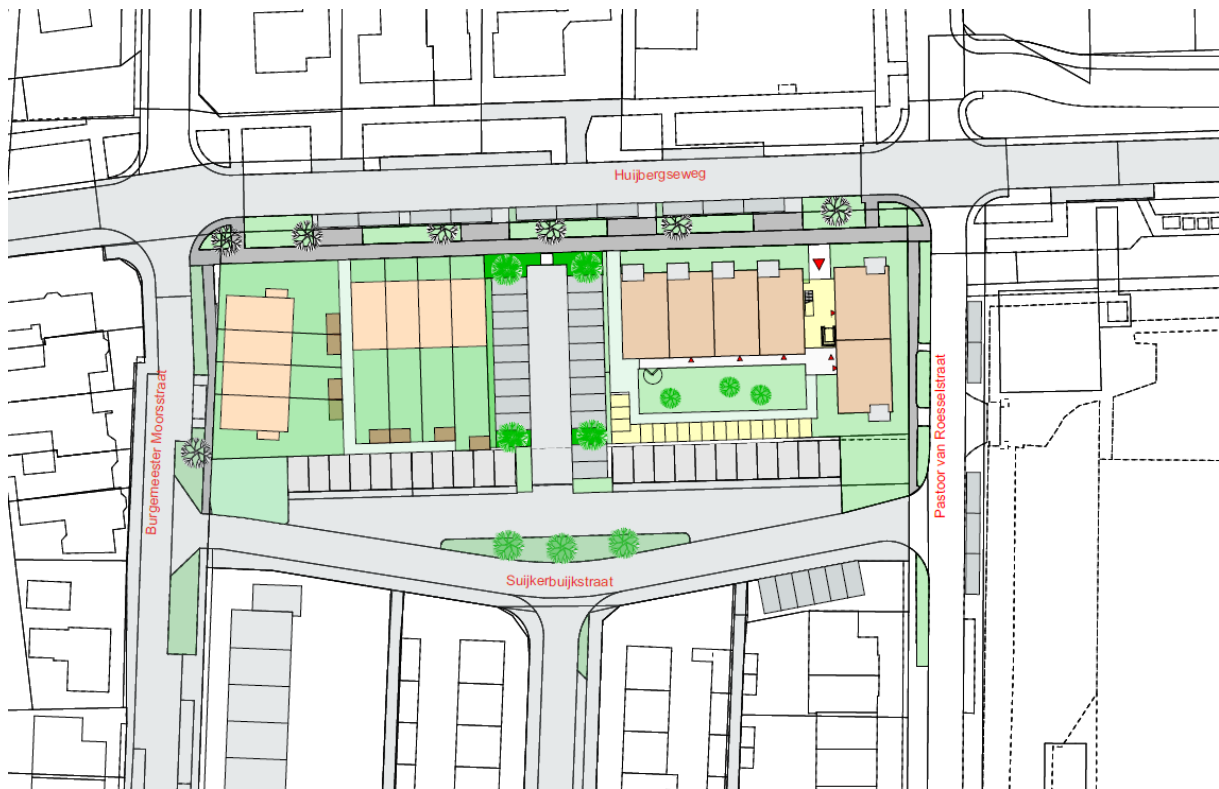 Huijbergseweg
Burgemeester Moorsstraat
Pastoor van Roesselstraat
Suijkerbuijkstraat